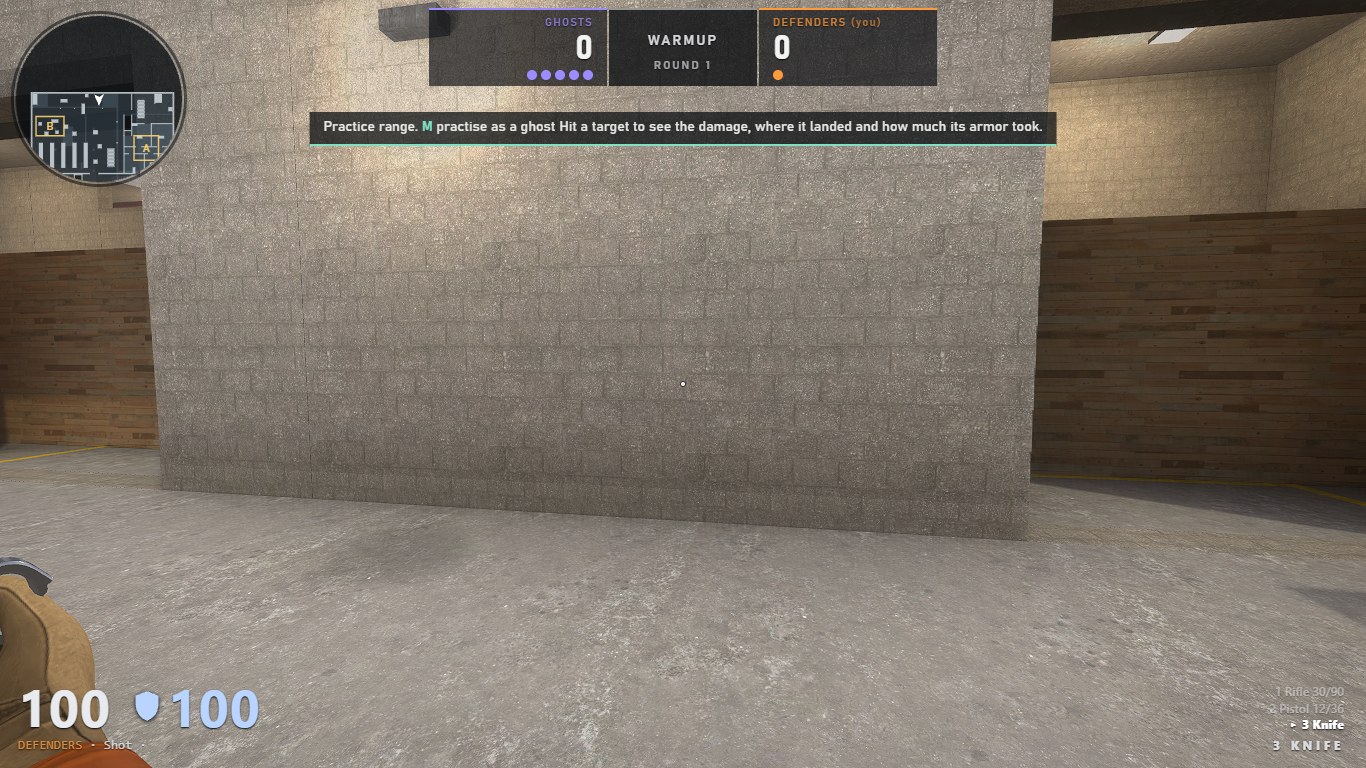 GHOSTS
0
WARMUP
ROUND 1
DEFENDERS (you)
0
Practice range. M practise as a ghost Hit a target to see the damage, where it landed and how much its armor took.
B
A
100 100
DEFENDERS · Shot ·
1 Rifle 30/90
2 Pistol 12/36
▸ 3 Knife
3 KNIFE